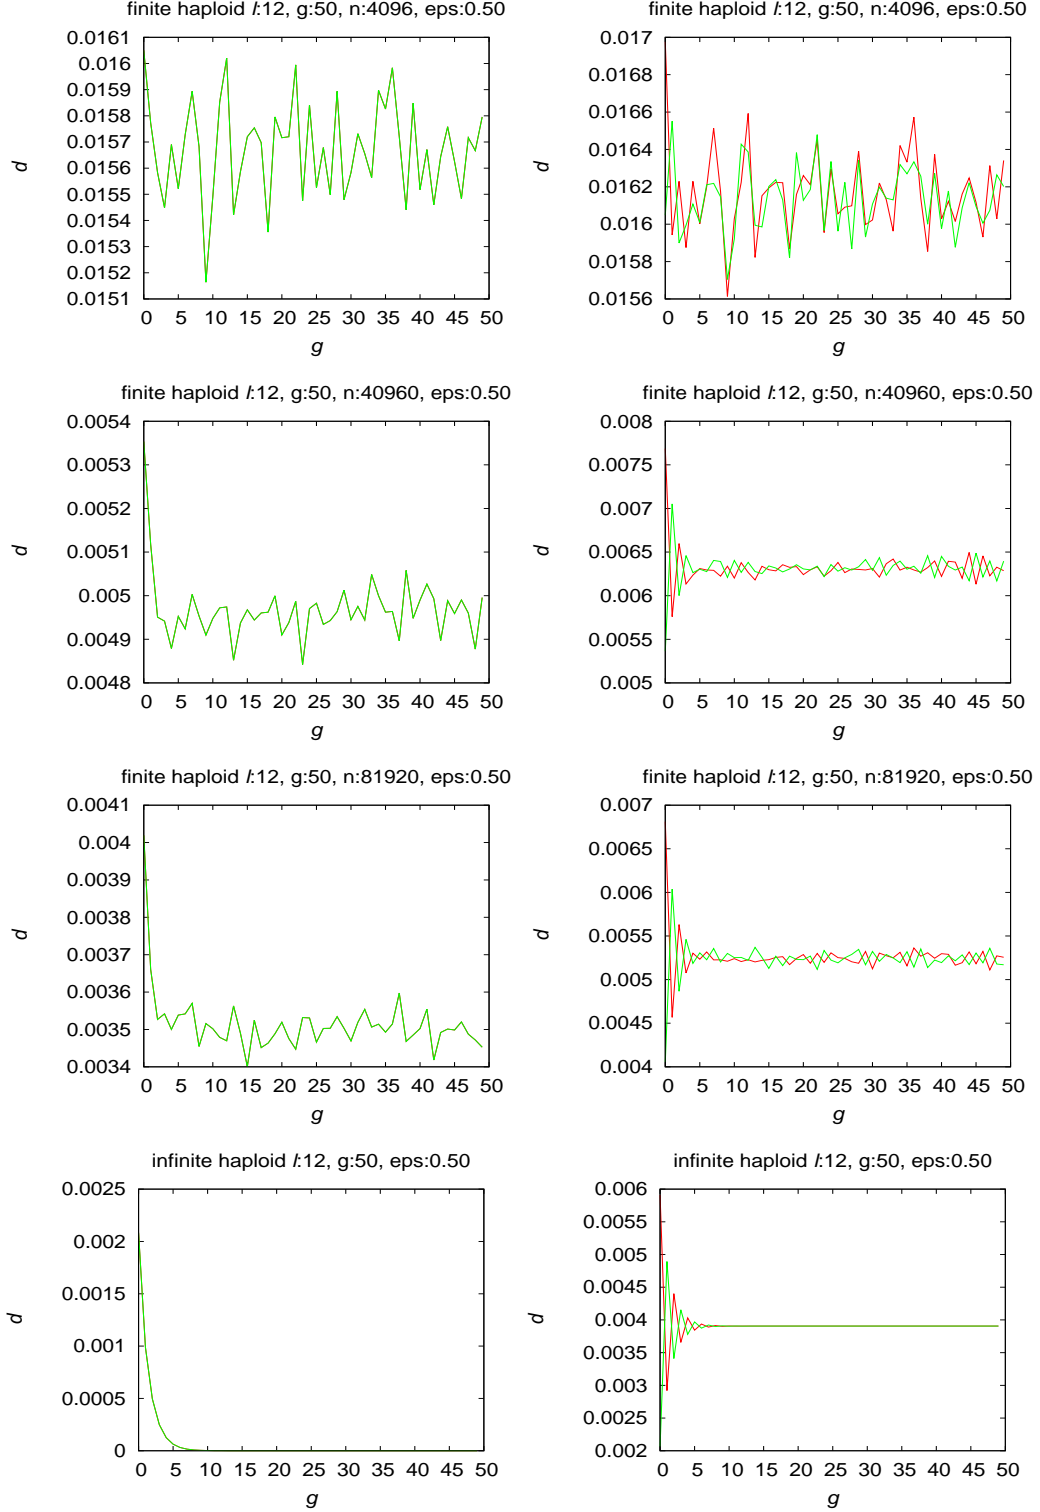 finite haploid l:12, g:50, n:4096, eps:0.50
0.0161
0.016
0.0159
0.0158
0.0157
0.0156
0.0155
0.0154
0.0153
0.0152
0.0151
d
0 5 10 15 20 25 30 35 40 45 50
g
finite haploid l:12, g:50, n:4096, eps:0.50
0.017
0.0168
0.0166
0.0164
0.0162
0.016
0.0158
0.0156
d
0 5 10 15 20 25 30 35 40 45 50
g
finite haploid l:12, g:50, n:40960, eps:0.50
0.0054
0.0053
0.0052
0.0051
0.005
0.0049
0.0048
d
0 5 10 15 20 25 30 35 40 45 50
g
finite haploid l:12, g:50, n:40960, eps:0.50
0.008
0.0075
0.007
0.0065
0.006
0.0055
0.005
d
0 5 10 15 20 25 30 35 40 45 50
g
finite haploid l:12, g:50, n:81920, eps:0.50
0.0041
0.004
0.0039
0.0038
0.0037
0.0036
0.0035
0.0034
d
0 5 10 15 20 25 30 35 40 45 50
g
finite haploid l:12, g:50, n:81920, eps:0.50
0.007
0.0065
0.006
0.0055
0.005
0.0045
0.004
d
0 5 10 15 20 25 30 35 40 45 50
g
infinite haploid l:12, g:50, eps:0.50
0.0025
0.002
0.0015
0.001
0.0005
0
d
0 5 10 15 20 25 30 35 40 45 50
g
infinite haploid l:12, g:50, eps:0.50
0.006
0.0055
0.005
0.0045
0.004
0.0035
0.003
0.0025
0.002
d
0 5 10 15 20 25 30 35 40 45 50
g